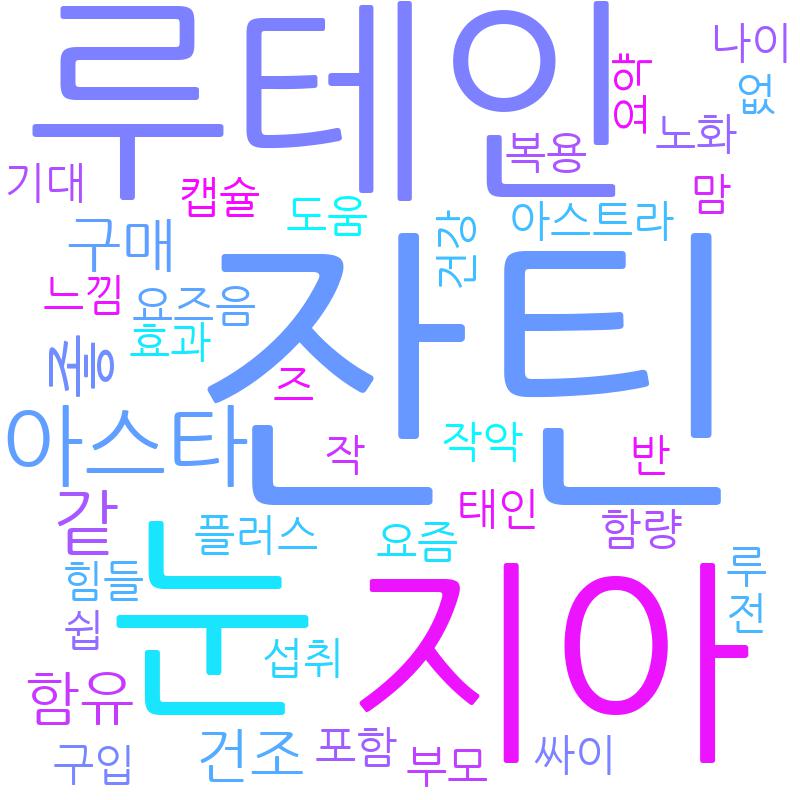 루테인
나이
여학
없
노화
복용
기대
캡슐
도움
아스트라
맘
구매
건강
느낌
요즈음
효과
잔틴
좋
즈
아스타
작
작악
반
같
태인
함량
플러스
요즘
힘들
루
전
눈
지아
쉽
섭취
함유
건조
포함
부모
싸이
구입